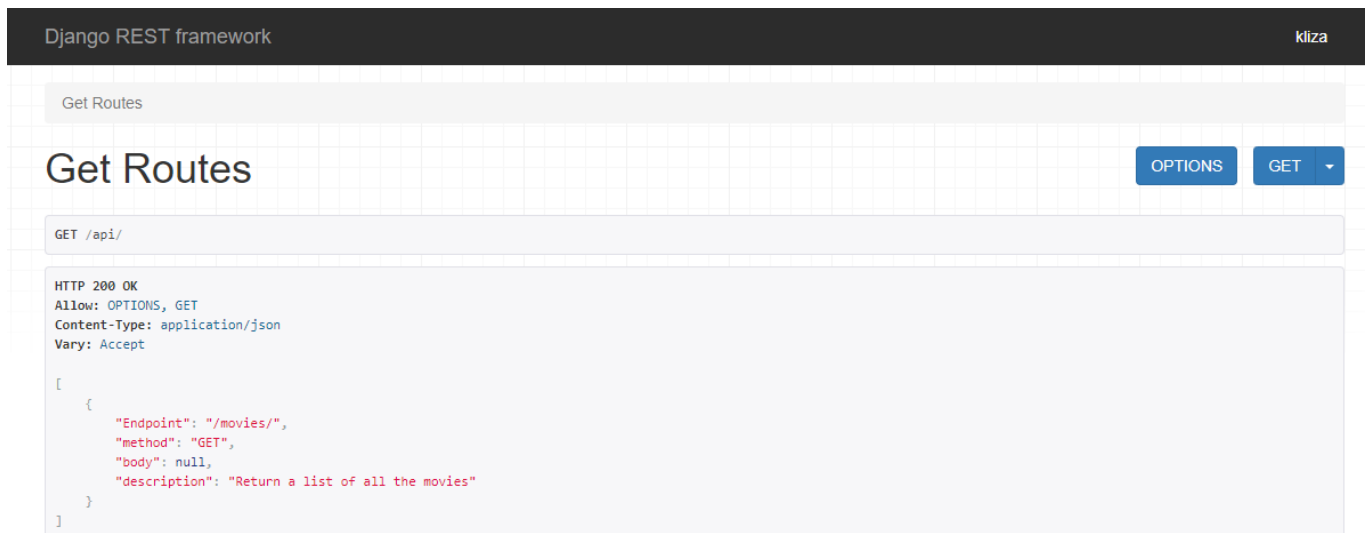 Django REST framework
kliza
Get Routes
Get Routes
OPTIONS
GET
GET /api/
HTTP 200 OK
Allow: OPTIONS, GET
Content-Type: application/json
Vary: Accept
[
    {
        "Endpoint": "/movies/",
        "method": "GET",
        "body": null,
        "description": "Return a list of all the movies"
    }
]